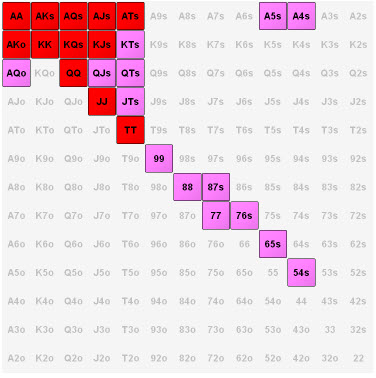 AA AKs AQs AJs ATs A9s A8s A7s A6s A5s A4s A3s A2s
AKo KK KQs KJs KTs K9s K8s K7s K6s K5s K4s K3s K2s
AQo KQo QQ QJs QTs Q9s Q8s Q7s Q6s Q5s Q4s Q3s Q2s
AJo KJo QJo JJ JTs J9s J8s J7s J6s J5s J4s J3s J2s
ATo KTo QTo JTo TT T9s T8s T7s T6s T5s T4s T3s T2s
A9o K9o Q9o J9o T9o 99 98s 97s 96s 95s 94s 93s 92s
A8o K8o Q8o J8o T8o 98o 88 87s 86s 85s 84s 83s 82s
A7o K7o Q7o J7o T7o 97o 87o 77 76s 75s 74s 73s 72s
A6o K6o Q6o J6o T6o 96o 86o 76o 66 65s 64s 63s 62s
A5o K5o Q5o J5o T5o 95o 85o 75o 65o 55 54s 53s 52s
A4o K4o Q4o J4o T4o 94o 84o 74o 64o 54o 44 43s 42s
A3o K3o Q3o J3o T3o 93o 83o 73o 63o 53o 43o 33 32s
A2o K2o Q2o J2o T2o 92o 82o 72o 62o 52o 42o 32o 22